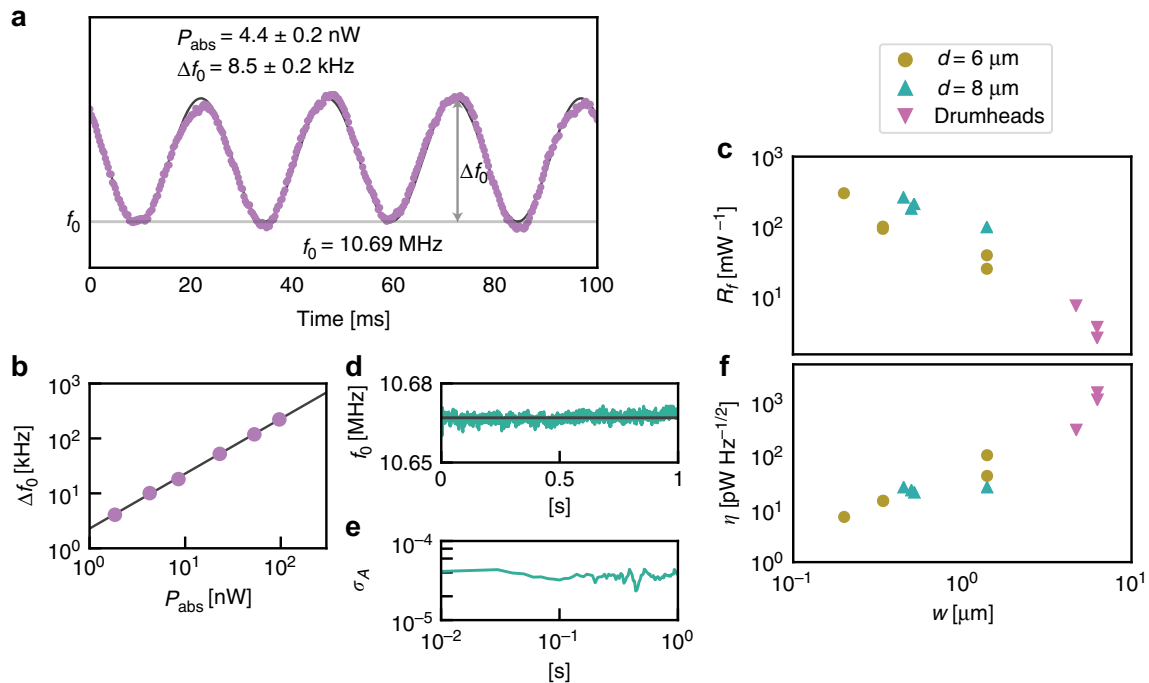 a
P_abs = 4.4 ± 0.2 nW
Δf_0 = 8.5 ± 0.2 kHz
Δf_0
f_0
f_0 = 10.69 MHz
0 20 40 60 80 100
Time [ms]
b
10^3
10^2
10^1
10^0
Δf_0 [kHz]
10^0 10^1 10^2
P_abs [nW]
d
10.68
10.65
f_0 [MHz]
0 0.5 1
[s]
e
10^-4
10^-5
σ_A
10^-2 10^-1 10^0
[s]
d = 6 μm
d = 8 μm
Drumheads
c
10^3
10^2
10^1
R_f [mW^-1]
f
10^3
10^2
10^1
10^0
η [pW Hz^-1/2]
10^-1 10^0 10^1
w [μm]